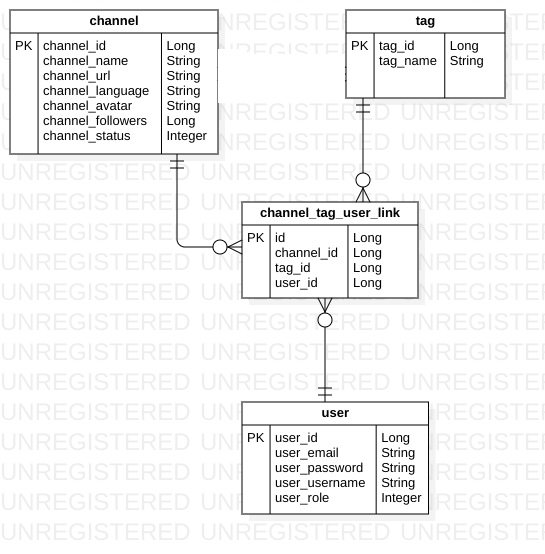 channel
PK channel_id Long
channel_name String
channel_url String
channel_language String
channel_avatar String
channel_followers Long
channel_status Integer
tag
PK tag_id Long
tag_name String
channel_tag_user_link
PK id Long
channel_id Long
tag_id Long
user_id Long
user
PK user_id Long
user_email String
user_password String
user_username String
user_role Integer
UNREGISTERED